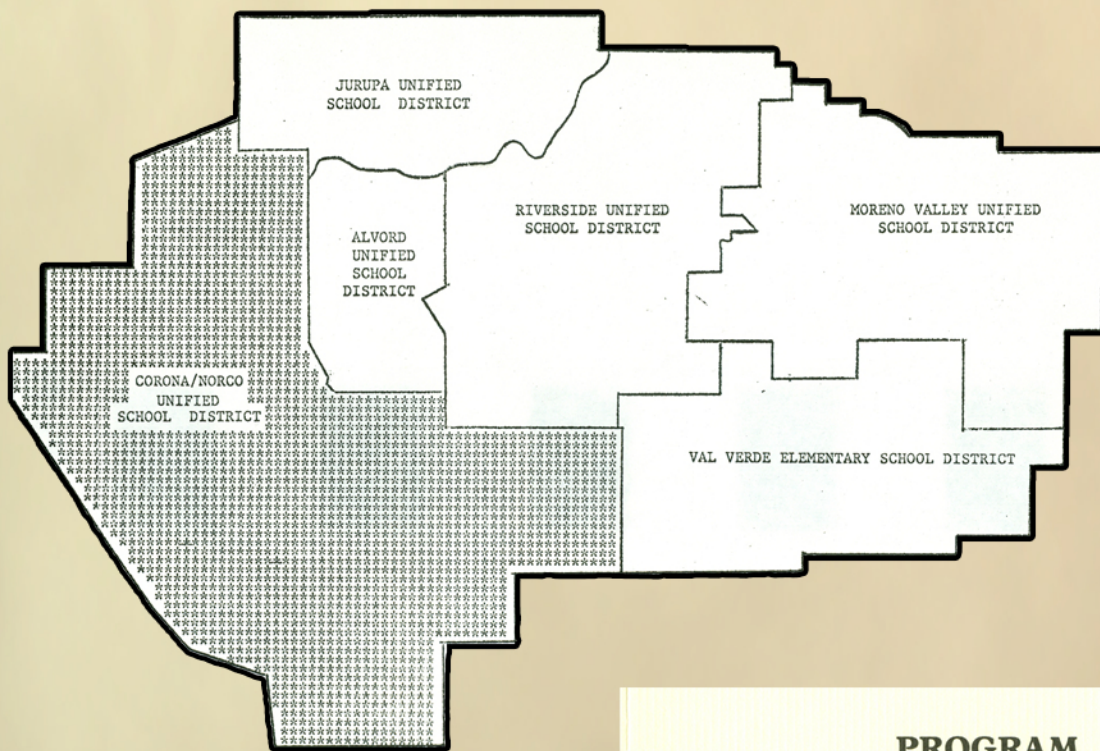 JURUPA UNIFIED
SCHOOL DISTRICT
RIVERSIDE UNIFIED
SCHOOL DISTRICT
MORENO VALLEY UNIFIED
SCHOOL DISTRICT
ALVORD
UNIFIED
SCHOOL
DISTRICT
CORONA/NORCO
UNIFIED
SCHOOL DISTRICT
VAL VERDE ELEMENTARY SCHOOL DISTRICT
PROGRAM